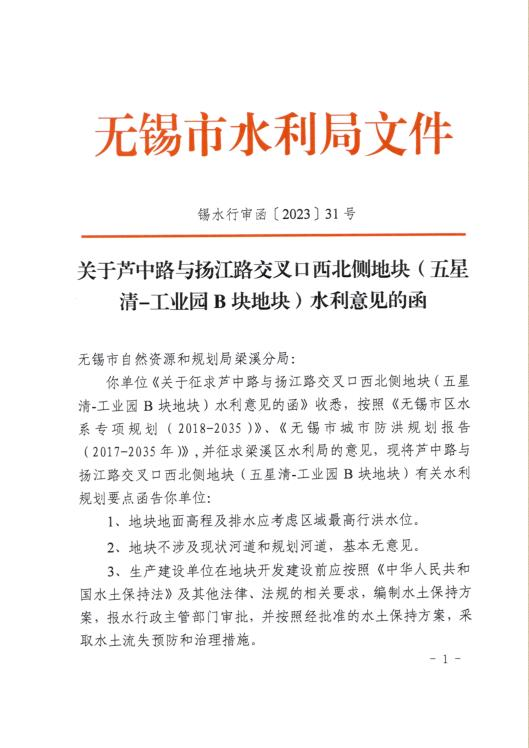 无锡市水利局文件
锡水行审函〔2023〕31 号
关于芦中路与扬江路交叉口西北侧地块（五星
清-工业园 B 块地块）水利意见的函
无锡市自然资源和规划局梁溪分局：
你单位《关于征求芦中路与扬江路交叉口西北侧地块（五星
清-工业园 B 块地块）水利意见的函》收悉，按照《无锡市区水
系专项规划（2018-2035）》、《无锡市城市防洪规划报告
（2017-2035 年）》,并征求梁溪区水利局的意见，现将芦中路与
扬江路交叉口西北侧地块（五星清-工业园 B 块地块）有关水利
规划要点函告你单位：
1、地块地面高程及排水应考虑区域最高行洪水位。
2、地块不涉及现状河道和规划河道，基本无意见。
3、生产建设单位在地块开发建设前应按照《中华人民共和
国水土保持法》及其他法律、法规的相关要求，编制水土保持方
案，报水行政主管部门审批，并按照经批准的水土保持方案，采
取水土流失预防和治理措施。
- 1 -